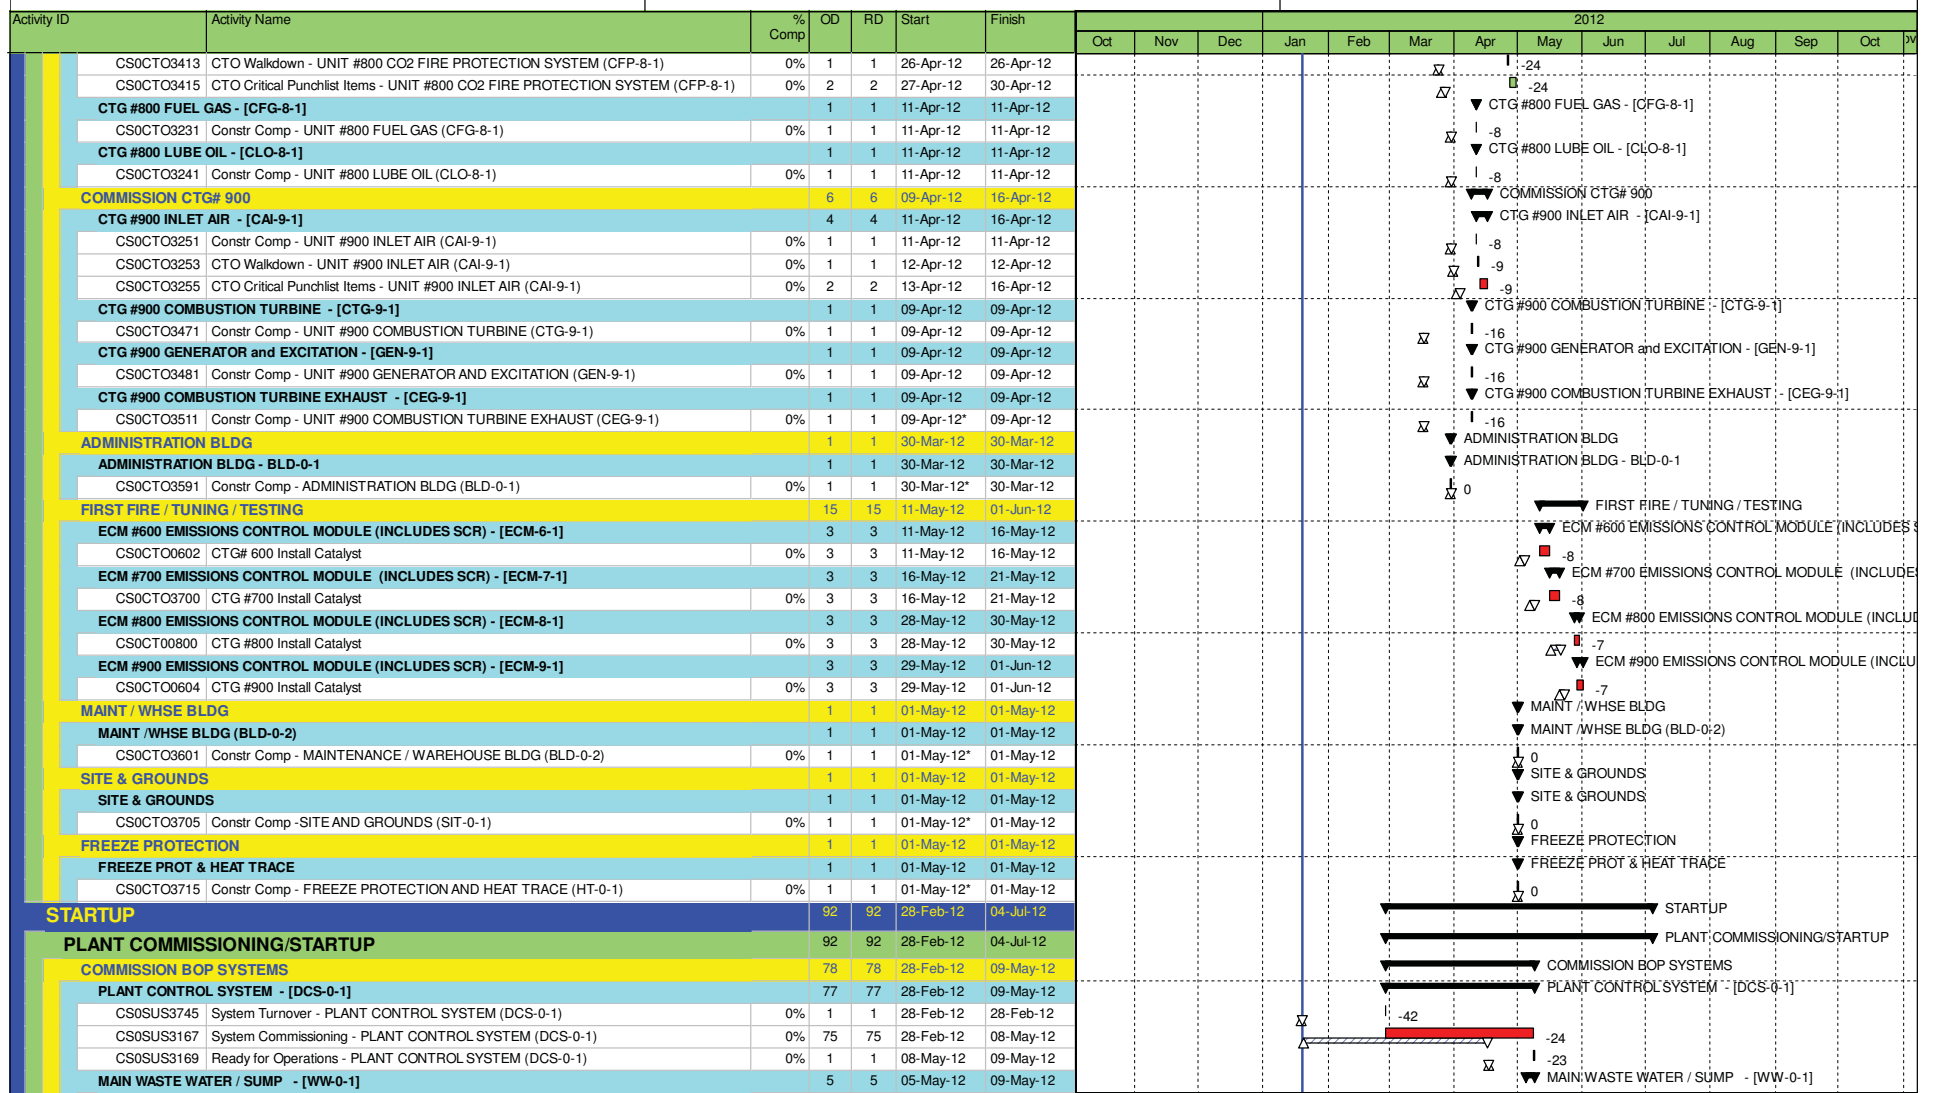 Activity ID Activity Name % Comp OD RD Start Finish 2012
Oct Nov Dec Jan Feb Mar Apr May Jun Jul Aug Sep Oct
CS0CTO3413 CTO Walkdown - UNIT #800 CO2 FIRE PROTECTION SYSTEM (CFP-8-1) 0% 1 1 26-Apr-12 26-Apr-12 -24
CS0CTO3415 CTO Critical Punchlist Items - UNIT #800 CO2 FIRE PROTECTION SYSTEM (CFP-8-1) 0% 2 2 27-Apr-12 30-Apr-12 -24
CTG #800 FUEL GAS - [CFG-8-1] 1 1 11-Apr-12 11-Apr-12 CTG #800 FUEL GAS - [CFG-8-1]
CS0CTO3231 Constr Comp - UNIT #800 FUEL GAS (CFG-8-1) 0% 1 1 11-Apr-12 11-Apr-12 -8
CTG #800 LUBE OIL - [CLO-8-1] 1 1 11-Apr-12 11-Apr-12 CTG #800 LUBE OIL - [CLO-8-1]
CS0CTO3241 Constr Comp - UNIT #800 LUBE OIL (CLO-8-1) 0% 1 1 11-Apr-12 11-Apr-12 -8
COMMISSION CTG# 900 6 6 09-Apr-12 16-Apr-12 COMMISSION CTG# 900
CTG #900 INLET AIR - [CAI-9-1] 4 4 11-Apr-12 16-Apr-12 CTG #900 INLET AIR - [CAI-9-1]
CS0CTO3251 Constr Comp - UNIT #900 INLET AIR (CAI-9-1) 0% 1 1 11-Apr-12 11-Apr-12 -8
CS0CTO3253 CTO Walkdown - UNIT #900 INLET AIR (CAI-9-1) 0% 1 1 12-Apr-12 12-Apr-12 -9
CS0CTO3255 CTO Critical Punchlist Items - UNIT #900 INLET AIR (CAI-9-1) 0% 2 2 13-Apr-12 16-Apr-12 -9
CTG #900 COMBUSTION TURBINE - [CTG-9-1] 1 1 09-Apr-12 09-Apr-12 CTG #900 COMBUSTION TURBINE - [CTG-9-1]
CS0CTO3471 Constr Comp - UNIT #900 COMBUSTION TURBINE (CTG-9-1) 0% 1 1 09-Apr-12 09-Apr-12 -16
CTG #900 GENERATOR and EXCITATION - [GEN-9-1] 1 1 09-Apr-12 09-Apr-12 CTG #900 GENERATOR and EXCITATION - [GEN-9-1]
CS0CTO3481 Constr Comp - UNIT #900 GENERATOR AND EXCITATION (GEN-9-1) 0% 1 1 09-Apr-12 09-Apr-12 -16
CTG #900 COMBUSTION TURBINE EXHAUST - [CEG-9-1] 1 1 09-Apr-12 09-Apr-12 CTG #900 COMBUSTION TURBINE EXHAUST - [CEG-9-1]
CS0CTO3511 Constr Comp - UNIT #900 COMBUSTION TURBINE EXHAUST (CEG-9-1) 0% 1 1 09-Apr-12* 09-Apr-12 -16
ADMINISTRATION BLDG 1 1 30-Mar-12 30-Mar-12 ADMINISTRATION BLDG
ADMINISTRATION BLDG - BLD-0-1 1 1 30-Mar-12 30-Mar-12 ADMINISTRATION BLDG - BLD-0-1
CS0CTO3591 Constr Comp - ADMINISTRATION BLDG (BLD-0-1) 0% 1 1 30-Mar-12* 30-Mar-12 0
FIRST FIRE / TUNING / TESTING 15 15 11-May-12 01-Jun-12 FIRST FIRE / TUNING / TESTING
ECM #600 EMISSIONS CONTROL MODULE (INCLUDES SCR) - [ECM-6-1] 3 3 11-May-12 16-May-12 ECM #600 EMISSIONS CONTROL MODULE (INCLUDES S
CS0CTO0602 CTG# 600 Install Catalyst 0% 3 3 11-May-12 16-May-12 -8
ECM #700 EMISSIONS CONTROL MODULE (INCLUDES SCR) - [ECM-7-1] 3 3 16-May-12 21-May-12 ECM #700 EMISSIONS CONTROL MODULE (INCLUDES
CS0CTO3700 CTG #700 Install Catalyst 0% 3 3 16-May-12 21-May-12 -8
ECM #800 EMISSIONS CONTROL MODULE (INCLUDES SCR) - [ECM-8-1] 3 3 28-May-12 30-May-12 ECM #800 EMISSIONS CONTROL MODULE (INCLUD
CS0CT00800 CTG #800 Install Catalyst 0% 3 3 28-May-12 30-May-12 -7
ECM #900 EMISSIONS CONTROL MODULE (INCLUDES SCR) - [ECM-9-1] 3 3 29-May-12 01-Jun-12 ECM #900 EMISSIONS CONTROL MODULE (INCLU
CS0CTO0604 CTG #900 Install Catalyst 0% 3 3 29-May-12 01-Jun-12 -7
MAINT / WHSE BLDG 1 1 01-May-12 01-May-12 MAINT / WHSE BLDG
MAINT /WHSE BLDG (BLD-0-2) 1 1 01-May-12 01-May-12 MAINT /WHSE BLDG (BLD-0-2)
CS0CTO3601 Constr Comp - MAINTENANCE / WAREHOUSE BLDG (BLD-0-2) 0% 1 1 01-May-12* 01-May-12 0
SITE & GROUNDS 1 1 01-May-12 01-May-12 SITE & GROUNDS
SITE & GROUNDS 1 1 01-May-12 01-May-12 SITE & GROUNDS
CS0CTO3705 Constr Comp -SITE AND GROUNDS (SIT-0-1) 0% 1 1 01-May-12* 01-May-12 0
FREEZE PROTECTION 1 1 01-May-12 01-May-12 FREEZE PROTECTION
FREEZE PROT & HEAT TRACE 1 1 01-May-12 01-May-12 FREEZE PROT & HEAT TRACE
CS0CTO3715 Constr Comp - FREEZE PROTECTION AND HEAT TRACE (HT-0-1) 0% 1 1 01-May-12* 01-May-12 0
STARTUP 92 92 28-Feb-12 04-Jul-12 STARTUP
PLANT COMMISSIONING/STARTUP 92 92 28-Feb-12 04-Jul-12 PLANT COMMISSIONING/STARTUP
COMMISSION BOP SYSTEMS 78 78 28-Feb-12 09-May-12 COMMISSION BOP SYSTEMS
PLANT CONTROL SYSTEM - [DCS-0-1] 77 77 28-Feb-12 09-May-12 PLANT CONTROL SYSTEM - [DCS-0-1]
CS0SUS3745 System Turnover - PLANT CONTROL SYSTEM (DCS-0-1) 0% 1 1 28-Feb-12 28-Feb-12 -42
CS0SUS3167 System Commissioning - PLANT CONTROL SYSTEM (DCS-0-1) 0% 75 75 28-Feb-12 08-May-12 -24
CS0SUS3169 Ready for Operations - PLANT CONTROL SYSTEM (DCS-0-1) 0% 1 1 08-May-12 09-May-12 -23
MAIN WASTE WATER / SUMP - [WW-0-1] 5 5 05-May-12 09-May-12 MAIN WASTE WATER / SUMP - [WW-0-1]